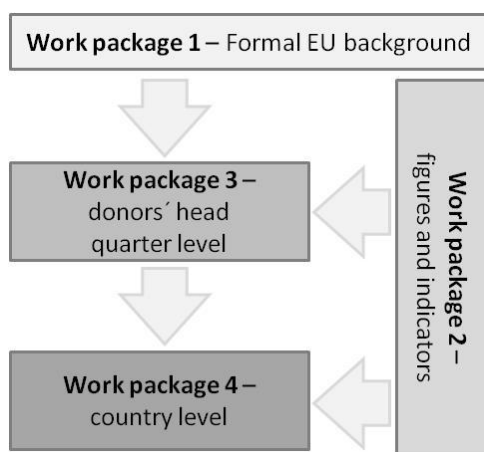 Work package 1 – Formal EU background
Work package 3 –
donors´ head
quarter level
Work package 2 –
figures and indicators
Work package 4 –
country level